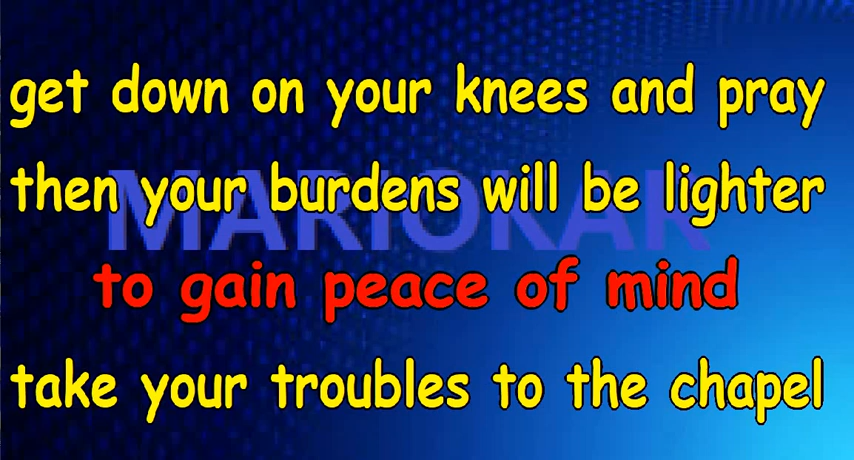 get down on your knees and pray
then your burdens will be lighter
MARIOKAR
to gain peace of mind
take your troubles to the chapel